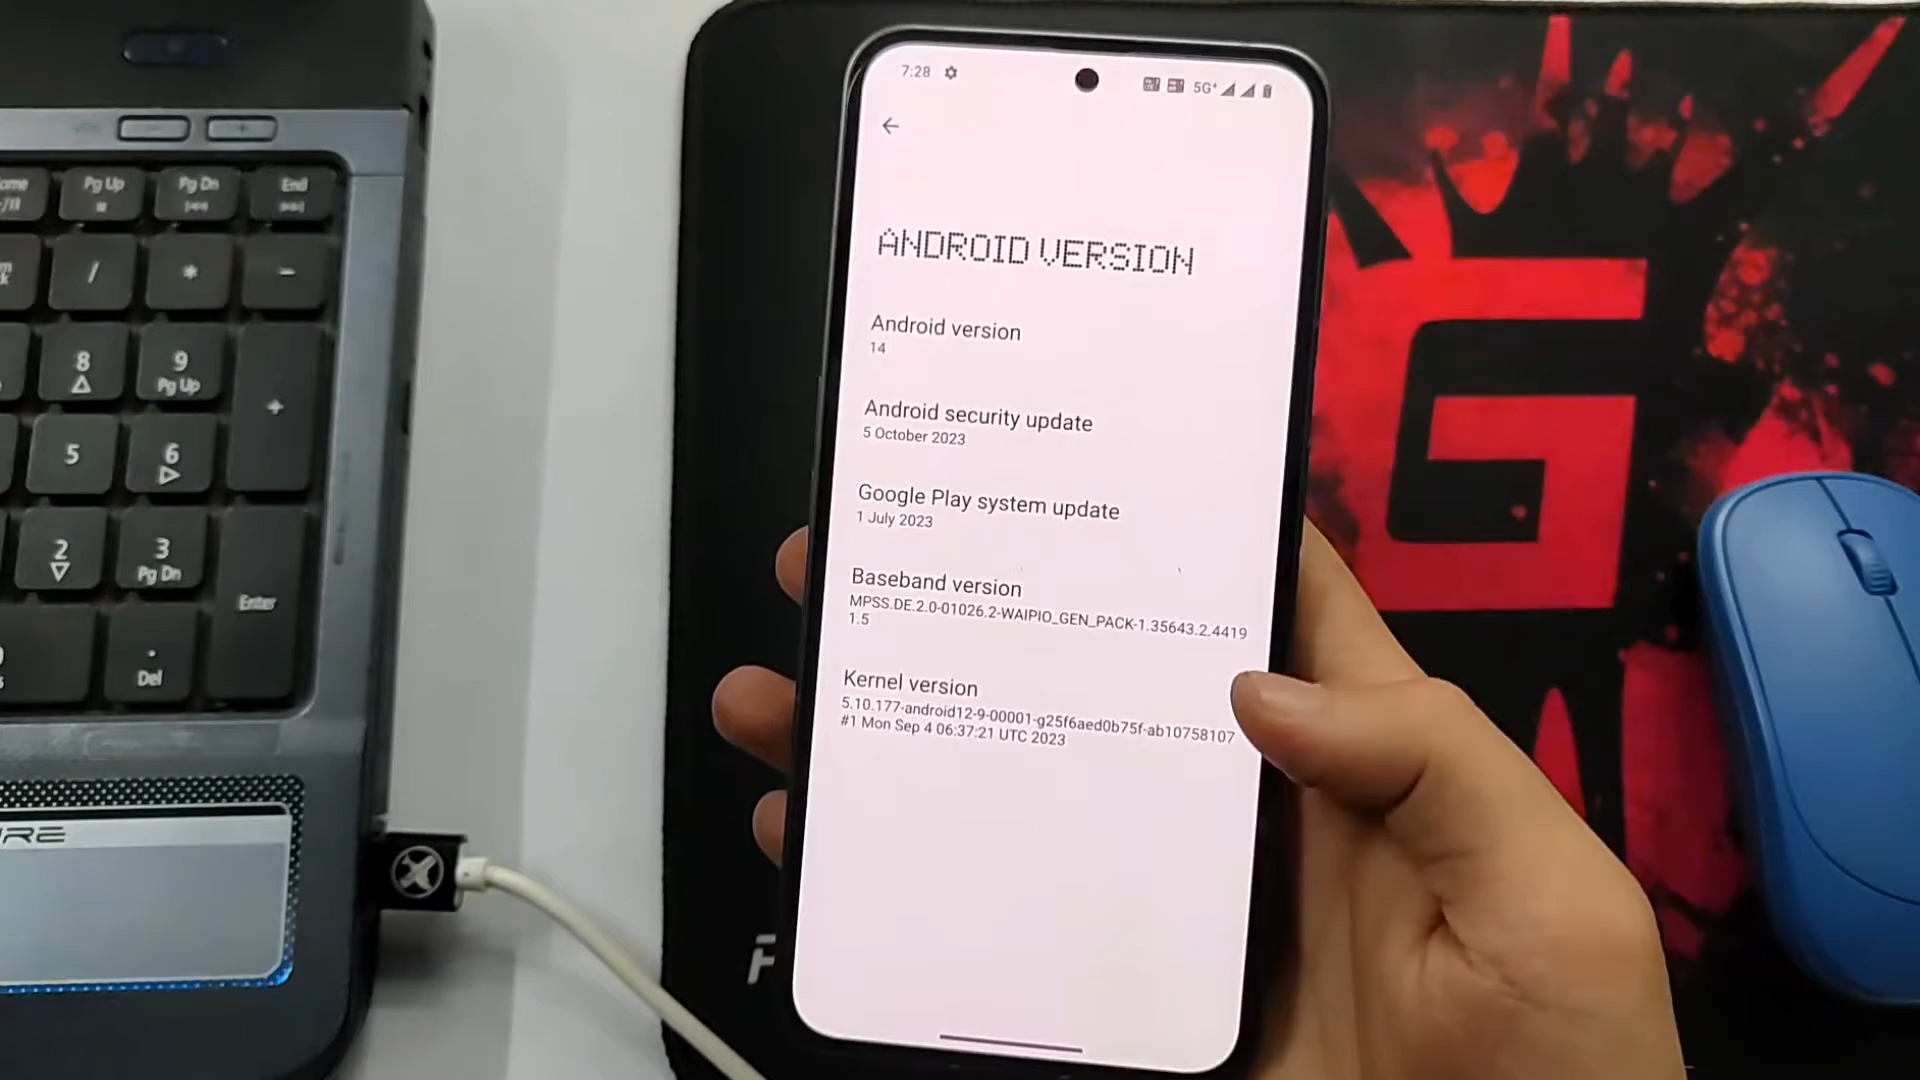 7:28
5G+
ANDROID VERSION
Android version
14
Android security update
5 October 2023
Google Play system update
1 July 2023
Baseband version
MPSS.DE.2.0-01026.2-WAIPIO_GEN_PACK-1.35643.2.4419
1.5
Kernel version
5.10.177-android12-9-00001-g25f6aed0b75f-ab10758107
#1 Mon Sep 4 06:37:21 UTC 2023
Pg Up
Pg Dn
End
/
*
-
8
9
Pg Up
+
5
6
2
3
Pg Dn
Enter
.
Del
G